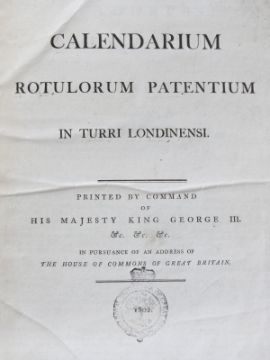 CALENDARIUM
ROTULORUM PATENTIUM
IN TURRI LONDINENSI.
PRINTED BY COMMAND
OF
HIS MAJESTY KING GEORGE III.
&c. &c. &c.
IN PURSUANCE OF AN ADDRESS OF
THE HOUSE OF COMMONS OF GREAT BRITAIN.
1802.